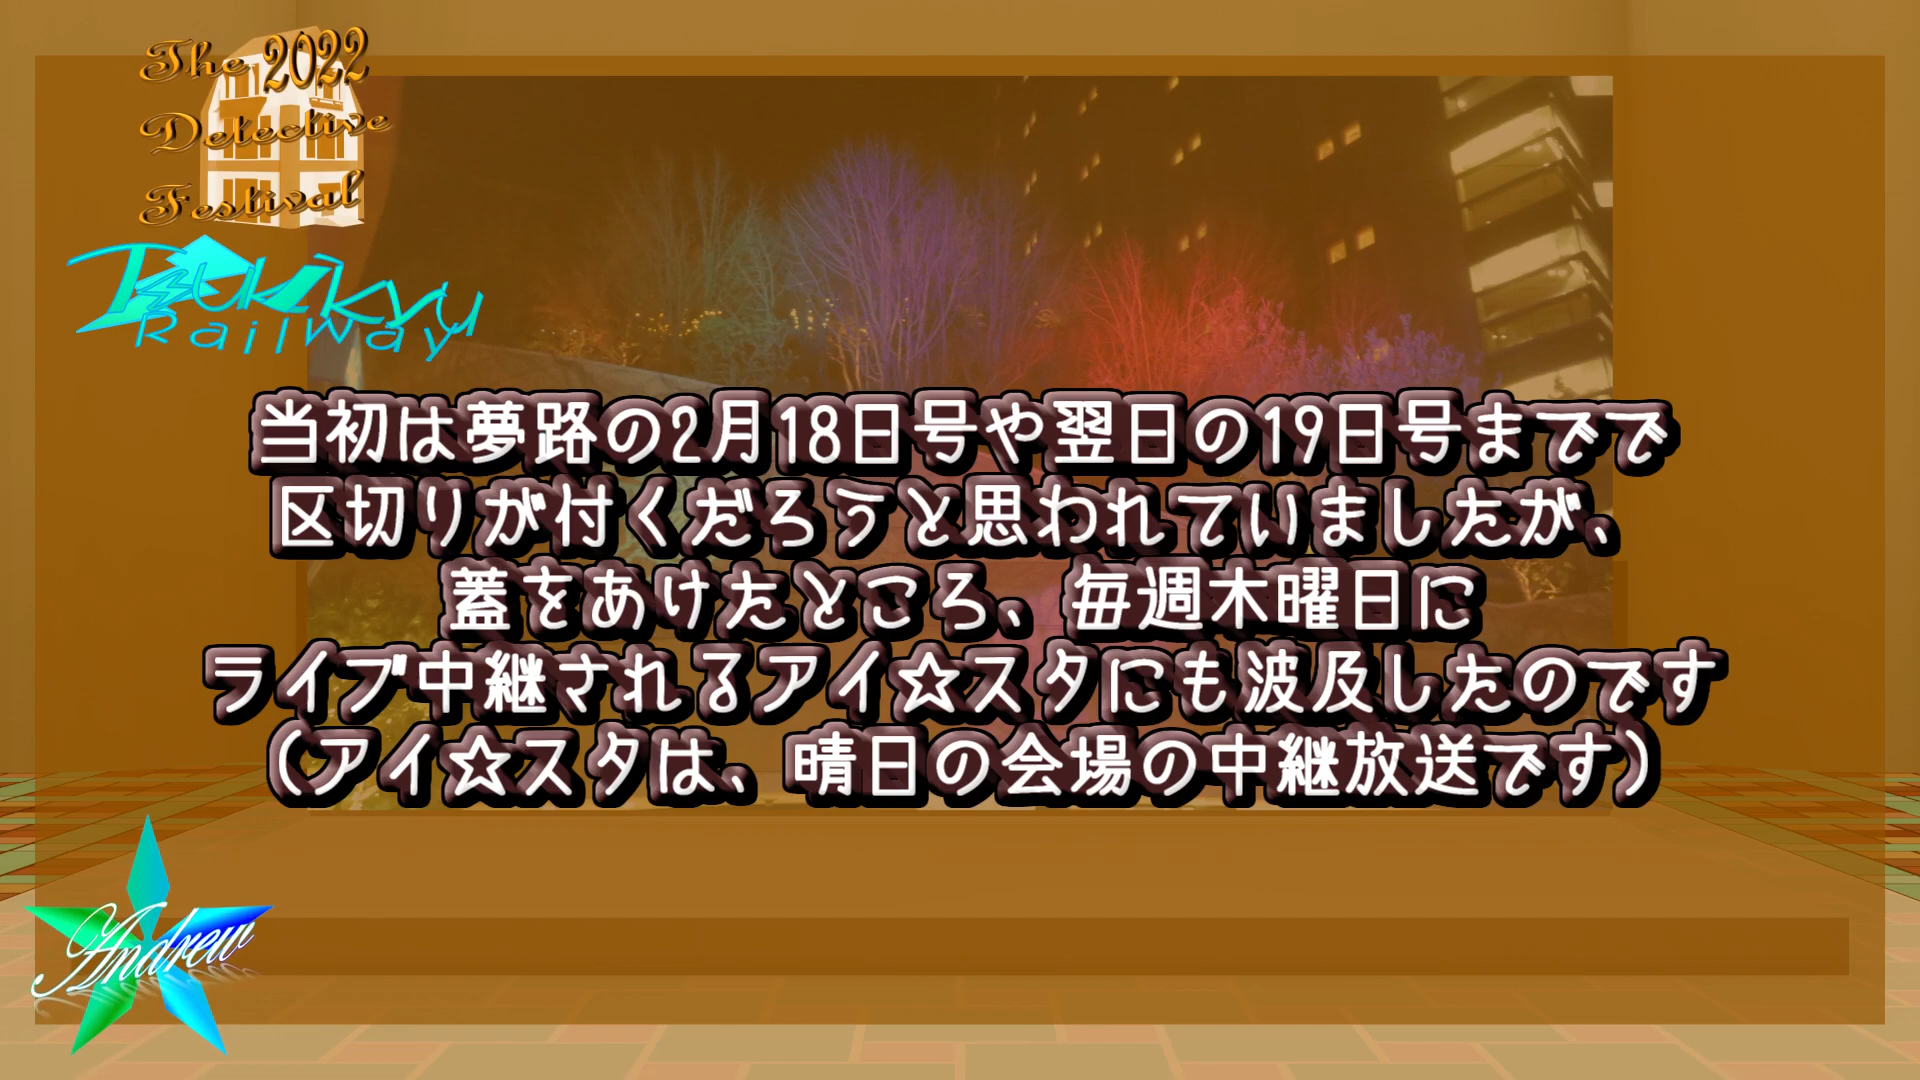 The 2022
Detective
Festival
Tsukikyu
Railway
当初は夢路の2月18日号や翌日の19日号までで
区切りが付くだろうと思われていましたが、
蓋をあけたところ、毎週木曜日に
ライブ中継されるアイ☆スタにも波及したのです
（アイ☆スタは、晴日の会場の中継放送です）
Andrew